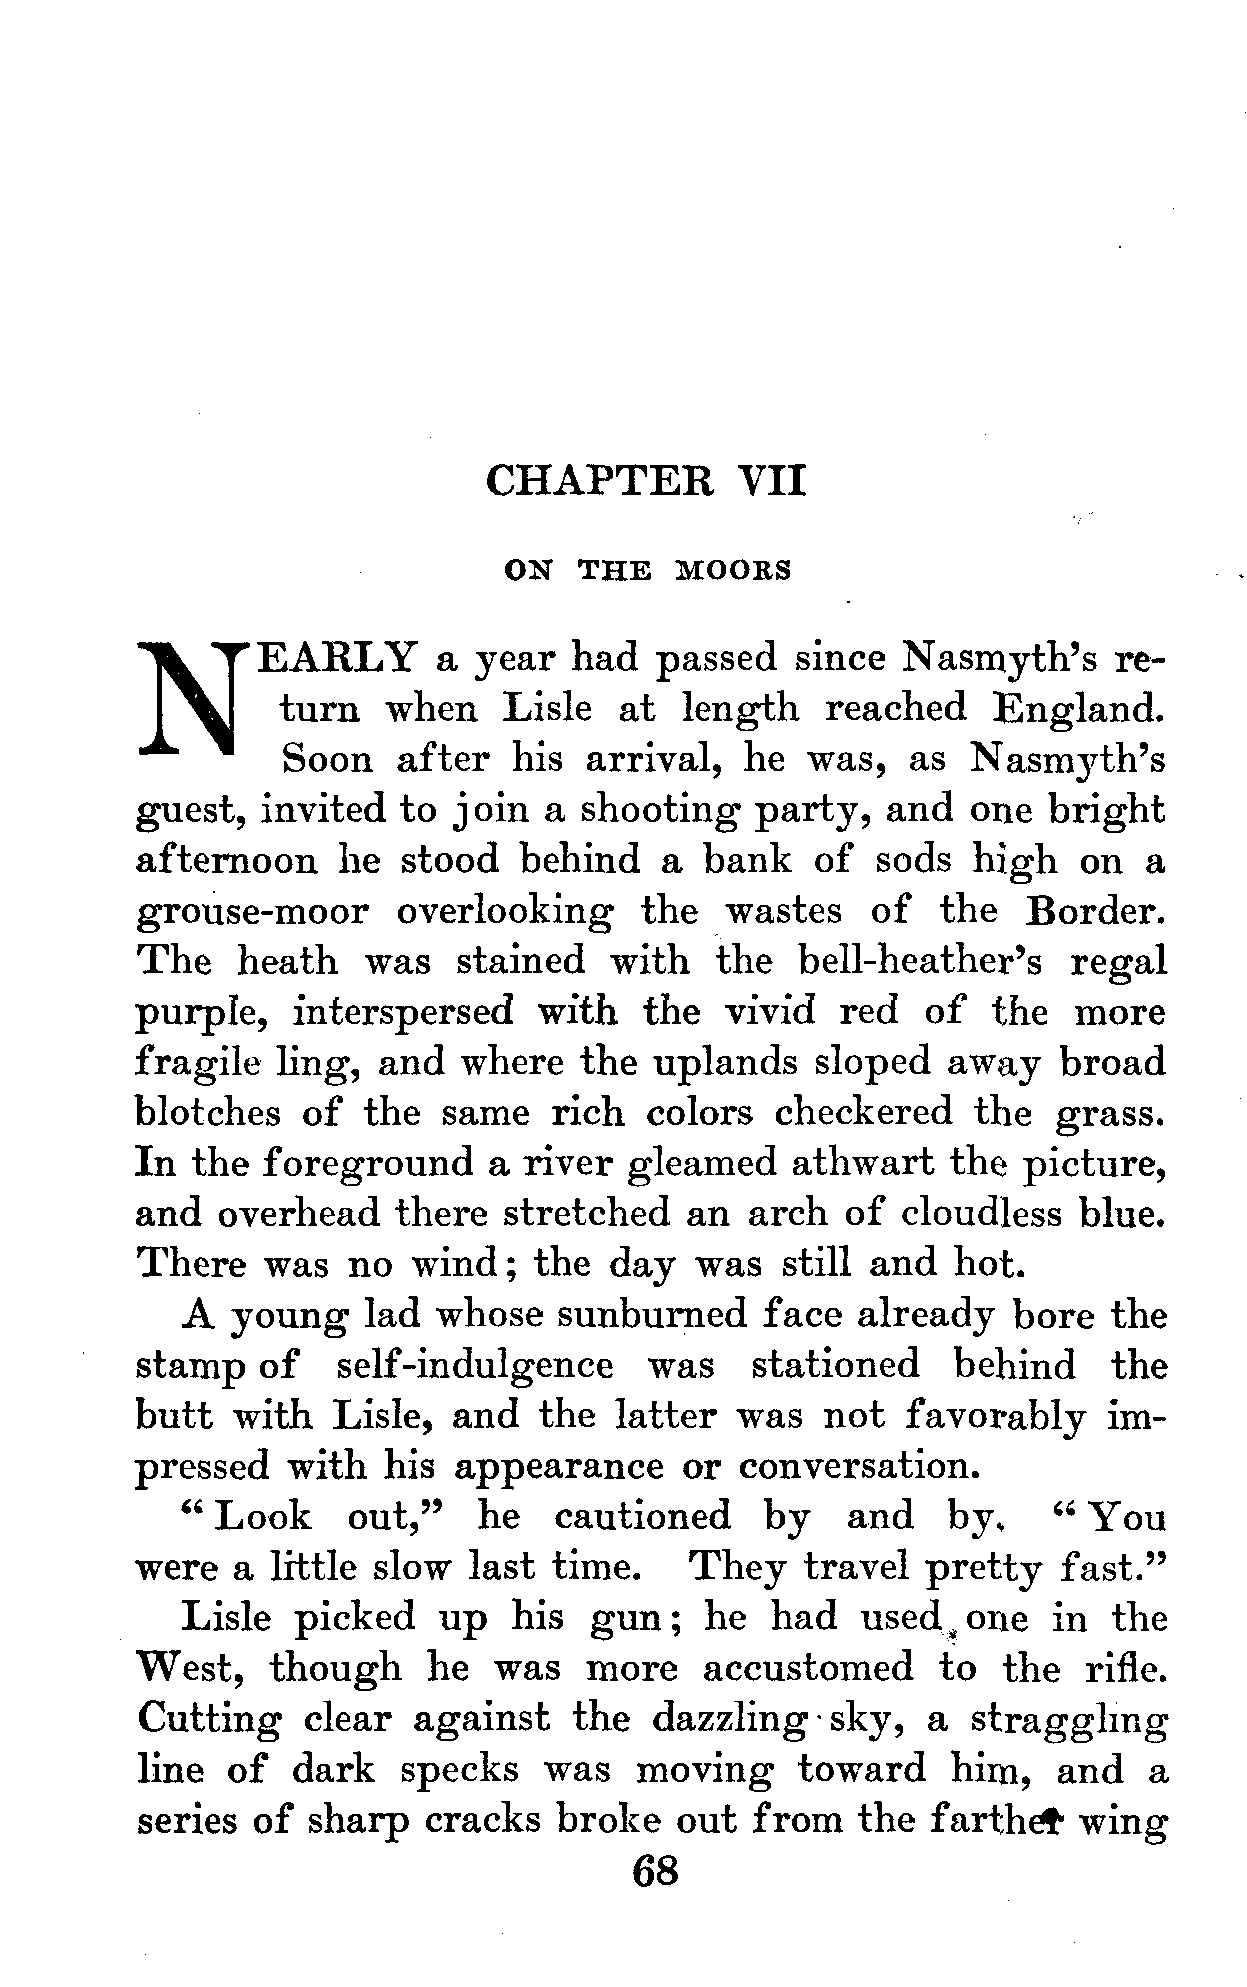 CHAPTER VII
ON THE MOORS
NEARLY a year had passed since Nasmyth's re-
turn when Lisle at length reached England.
Soon after his arrival, he was, as Nasmyth's
guest, invited to join a shooting party, and one bright
afternoon he stood behind a bank of sods high on a
grouse-moor overlooking the wastes of the Border.
The heath was stained with the bell-heather's regal
purple, interspersed with the vivid red of the more
fragile ling, and where the uplands sloped away broad
blotches of the same rich colors checkered the grass.
In the foreground a river gleamed athwart the picture,
and overhead there stretched an arch of cloudless blue.
There was no wind; the day was still and hot.
A young lad whose sunburned face already bore the
stamp of self-indulgence was stationed behind the
butt with Lisle, and the latter was not favorably im-
pressed with his appearance or conversation.
"Look out," he cautioned by and by. "You
were a little slow last time. They travel pretty fast."
Lisle picked up his gun; he had used one in the
West, though he was more accustomed to the rifle.
Cutting clear against the dazzling sky, a straggling
line of dark specks was moving toward him, and a
series of sharp cracks broke out from the farther wing
68